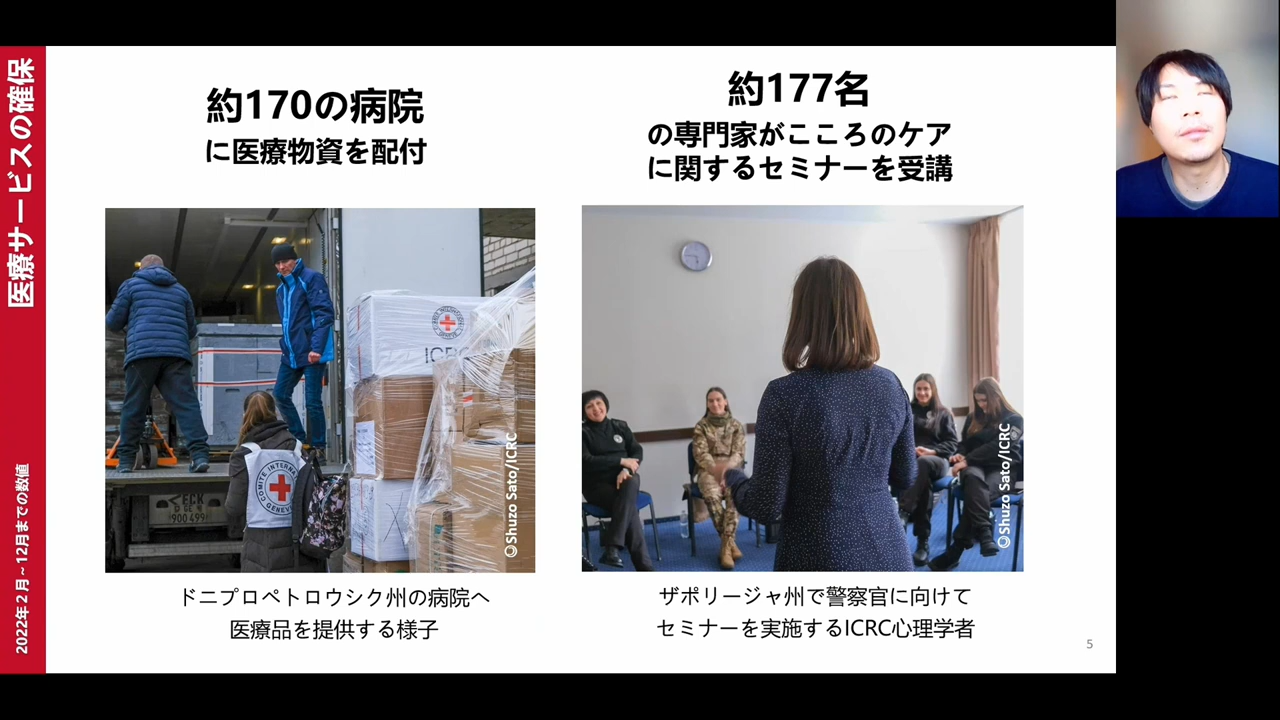 医療サービスの確保
2022年2月~12月までの数値
約170の病院
に医療物資を配付
約177名
の専門家がこころのケア
に関するセミナーを受講
ICRC
©Shuzo Sato/ICRC
©Shuzo Sato/ICRC
ドニプロペトロウシク州の病院へ
医療品を提供する様子
ザポリージャ州で警察官に向けて
セミナーを実施するICRC心理学者
5